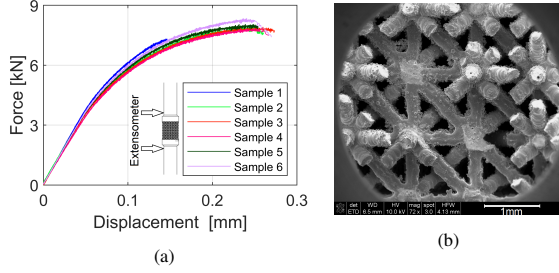 (a)
9
6
3
0
Force [kN]
0
0.1
0.2
0.3
Displacement [mm]
Extensometer
Sample 1
Sample 2
Sample 3
Sample 4
Sample 5
Sample 6
(a)
(b)
det WD HV mag spot HFW
ETD 6.5 mm 10.0 kV 72 x 3.0 4.13 mm
1mm